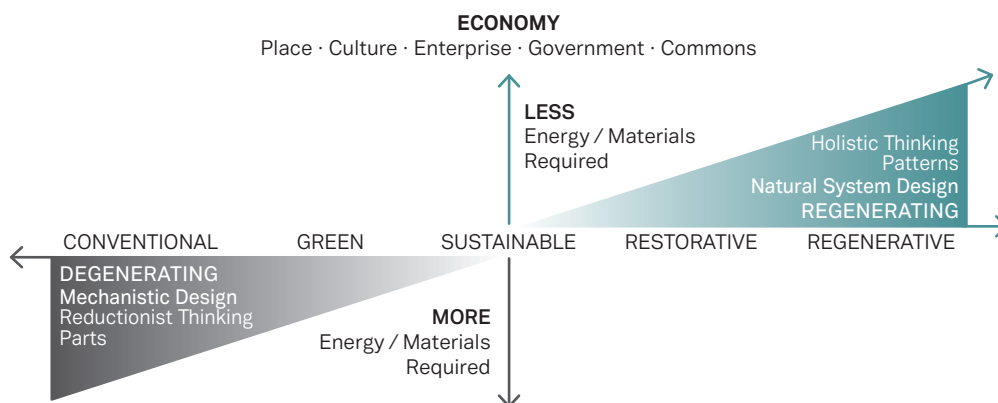 ECONOMY
Place · Culture · Enterprise · Government · Commons
LESS
Energy / Materials
Required
Holistic Thinking
Patterns
Natural System Design
REGENERATING
CONVENTIONAL GREEN SUSTAINABLE RESTORATIVE REGENERATIVE
DEGENERATING
Mechanistic Design
Reductionist Thinking
Parts
MORE
Energy / Materials
Required